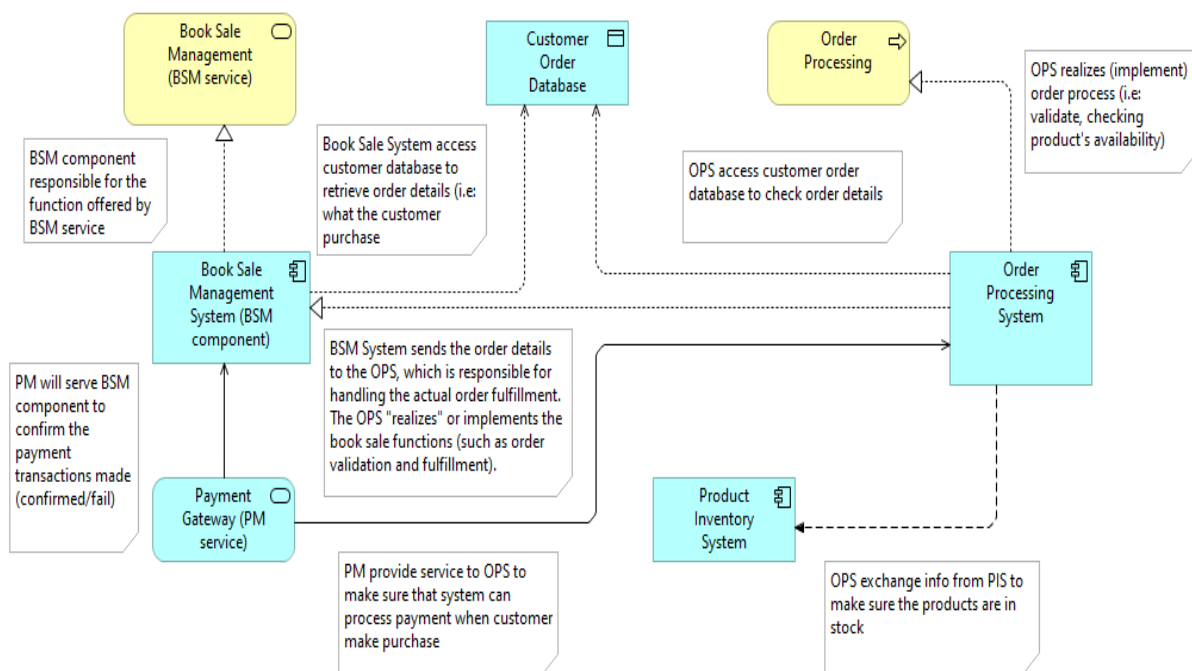 Book Sale
Management
(BSM service)
Customer
Order
Database
Order
Processing
OPS realizes (implement)
order process (i.e:
validate, checking
product's availability)
BSM component
responsible for the
function offered by
BSM service
Book Sale System access
customer database to
retrieve order details (i.e:
what the customer
purchase
OPS access customer order
database to check order details
Book Sale
Management
System (BSM
component)
Order
Processing
System
PM will serve BSM
component to
confirm the
payment
transactions made
(confirmed/fail)
BSM System sends the order details
to the OPS, which is responsible for
handling the actual order fulfillment.
The OPS "realizes" or implements the
book sale functions (such as order
validation and fulfillment).
Payment
Gateway (PM
service)
Product
Inventory
System
PM provide service to OPS to
make sure that system can
process payment when customer
make purchase
OPS exchange info from PIS to
make sure the products are in
stock